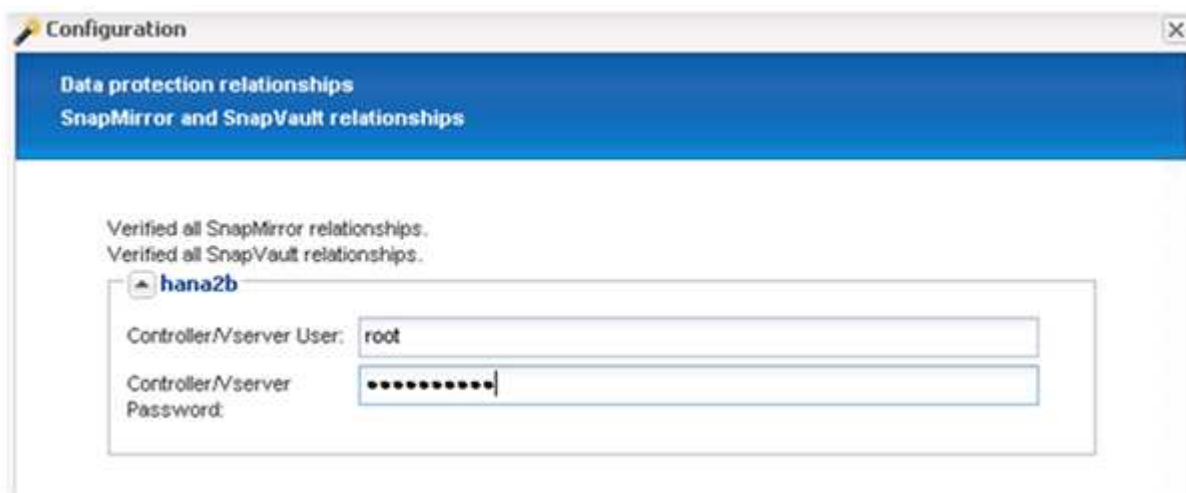 Configuration
Data protection relationships
SnapMirror and SnapVault relationships
Verified all SnapMirror relationships.
Verified all SnapVault relationships.
hana2b
Controller/Vserver User: root
Controller/Vserver
Password: ••••••••••